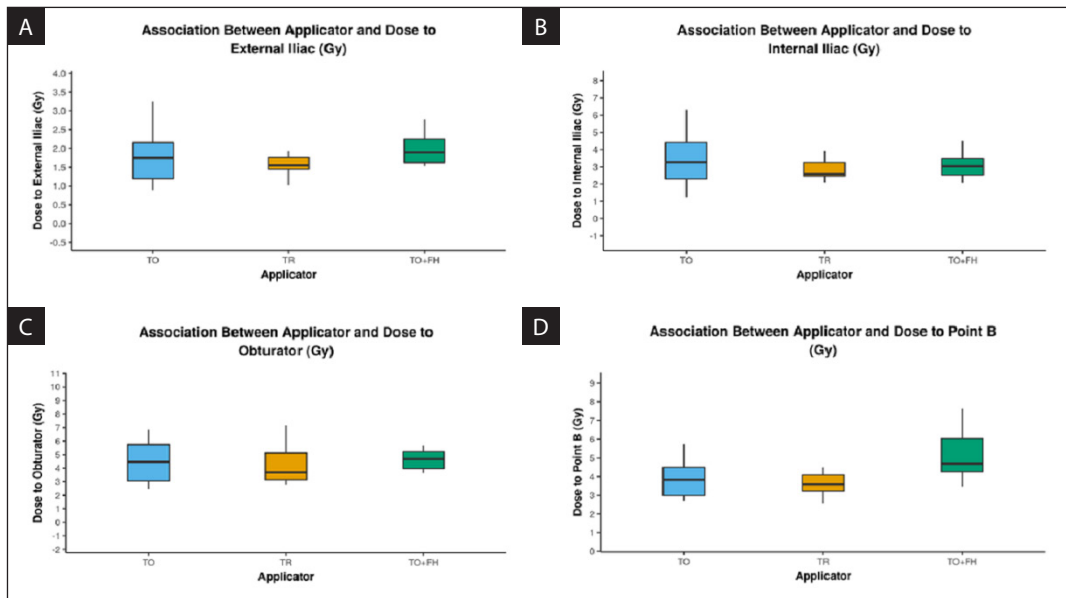 A
Association Between Applicator and Dose to
External Iliac (Gy)
Dose to External Iliac (Gy)
4.0
3.5
3.0
2.5
2.0
1.5
1.0
0.5
0.0
-0.5
TO
TR
TO+FH
Applicator
B
Association Between Applicator and Dose to
Internal Iliac (Gy)
Dose to Internal Iliac (Gy)
8
7
6
5
4
3
2
1
0
-1
TO
TR
TO+FH
Applicator
C
Association Between Applicator and Dose to
Obturator (Gy)
Dose to Obturator (Gy)
11
10
9
8
7
6
5
4
3
2
1
0
-1
-2
TO
TR
TO+FH
Applicator
D
Association Between Applicator and Dose to Point B
(Gy)
Dose to Point B (Gy)
9
8
7
6
5
4
3
2
1
0
TO
TR
TO+FH
Applicator